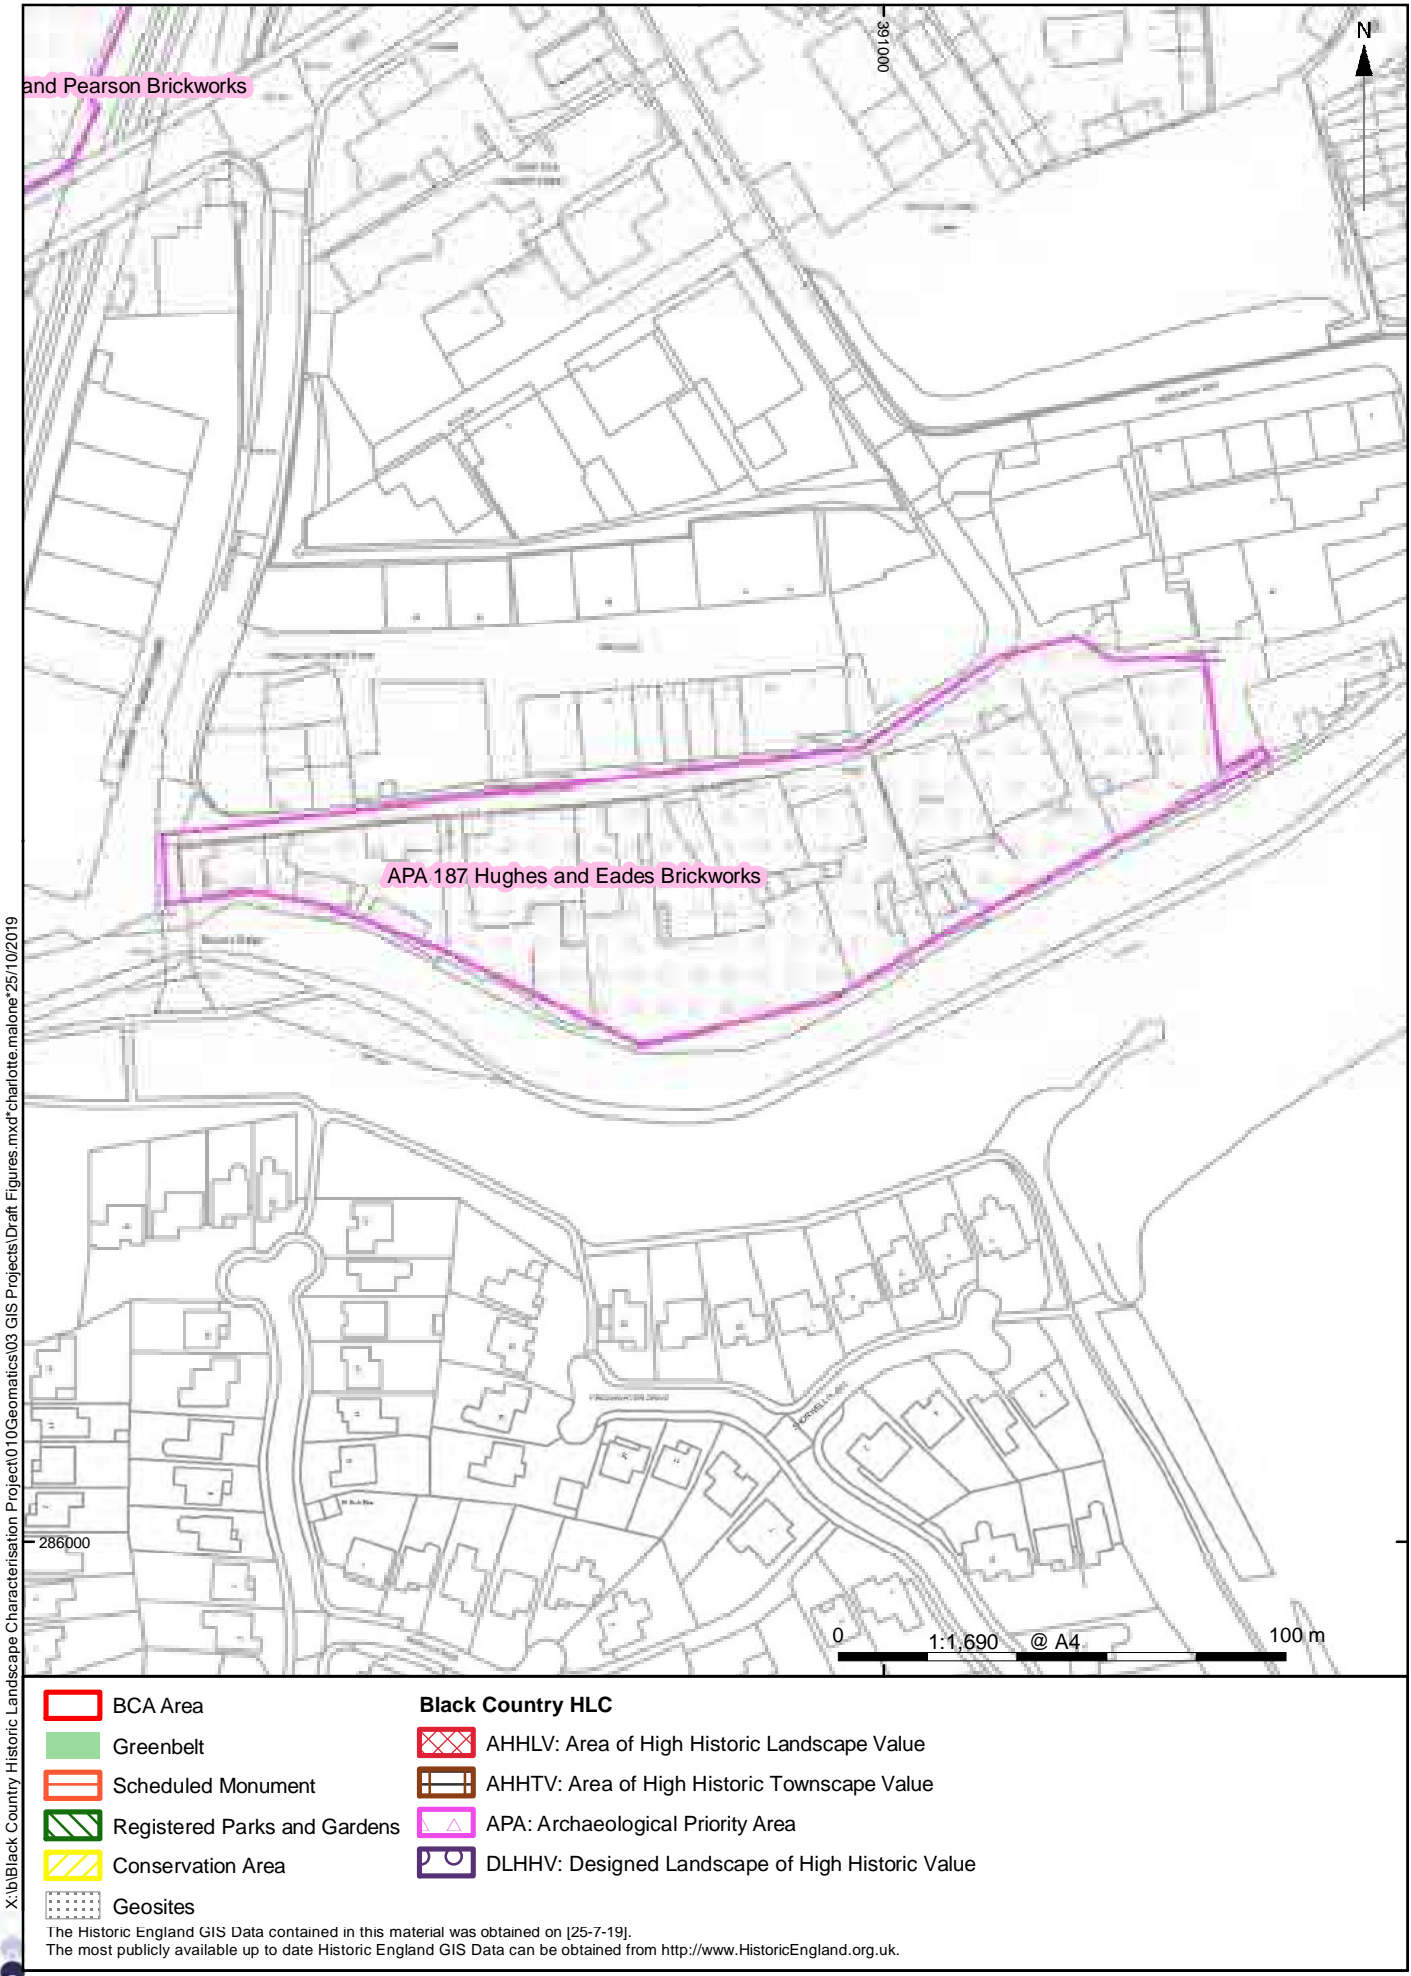 391000
N
and Pearson Brickworks
APA 187 Hughes and Eades Brickworks
286000
0 1:1,690 @ A4 100 m
X:\b\Black Country Historic Landscape Characterisation Project\010Geomatics\03 GIS Projects\Draft Figures.mxd*charlotte.malone*25/10/2019
BCA Area
Greenbelt
Scheduled Monument
Registered Parks and Gardens
Conservation Area
Geosites
Black Country HLC
AHHLV: Area of High Historic Landscape Value
AHHTV: Area of High Historic Townscape Value
APA: Archaeological Priority Area
DLHHV: Designed Landscape of High Historic Value
The Historic England GIS Data contained in this material was obtained on [25-7-19].
The most publicly available up to date Historic England GIS Data can be obtained from http://www.HistoricEngland.org.uk.